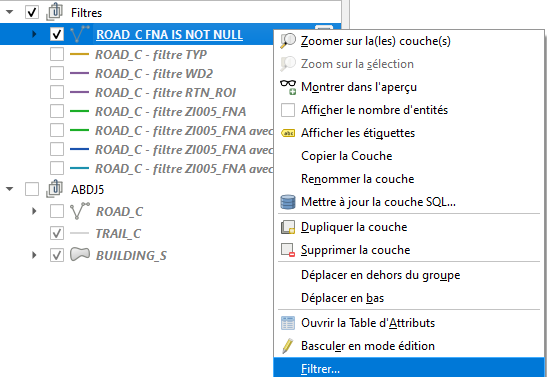 Filtres
ROAD_C FNA IS NOT NULL
ROAD_C - filtre TYP
ROAD_C - filtre WD2
ROAD_C - filtre RTN_ROI
ROAD_C - filtre ZI005_FNA
ROAD_C - filtre ZI005_FNA avec
ROAD_C - filtre ZI005_FNA avec
ROAD_C - filtre ZI005_FNA avec
ABDJ5
ROAD_C
TRAIL_C
BUILDING_S
Zoomer sur la(les) couche(s)
Zoom sur la sélection
Montrer dans l'aperçu
Afficher le nombre d'entités
abc Afficher les étiquettes
Copier la Couche
Renommer la couche
Mettre à jour la couche SQL...
Dupliquer la couche
Supprimer la couche
Déplacer en dehors du groupe
Déplacer en bas
Ouvrir la Table d'Attributs
Basculer en mode édition
Filtrer...